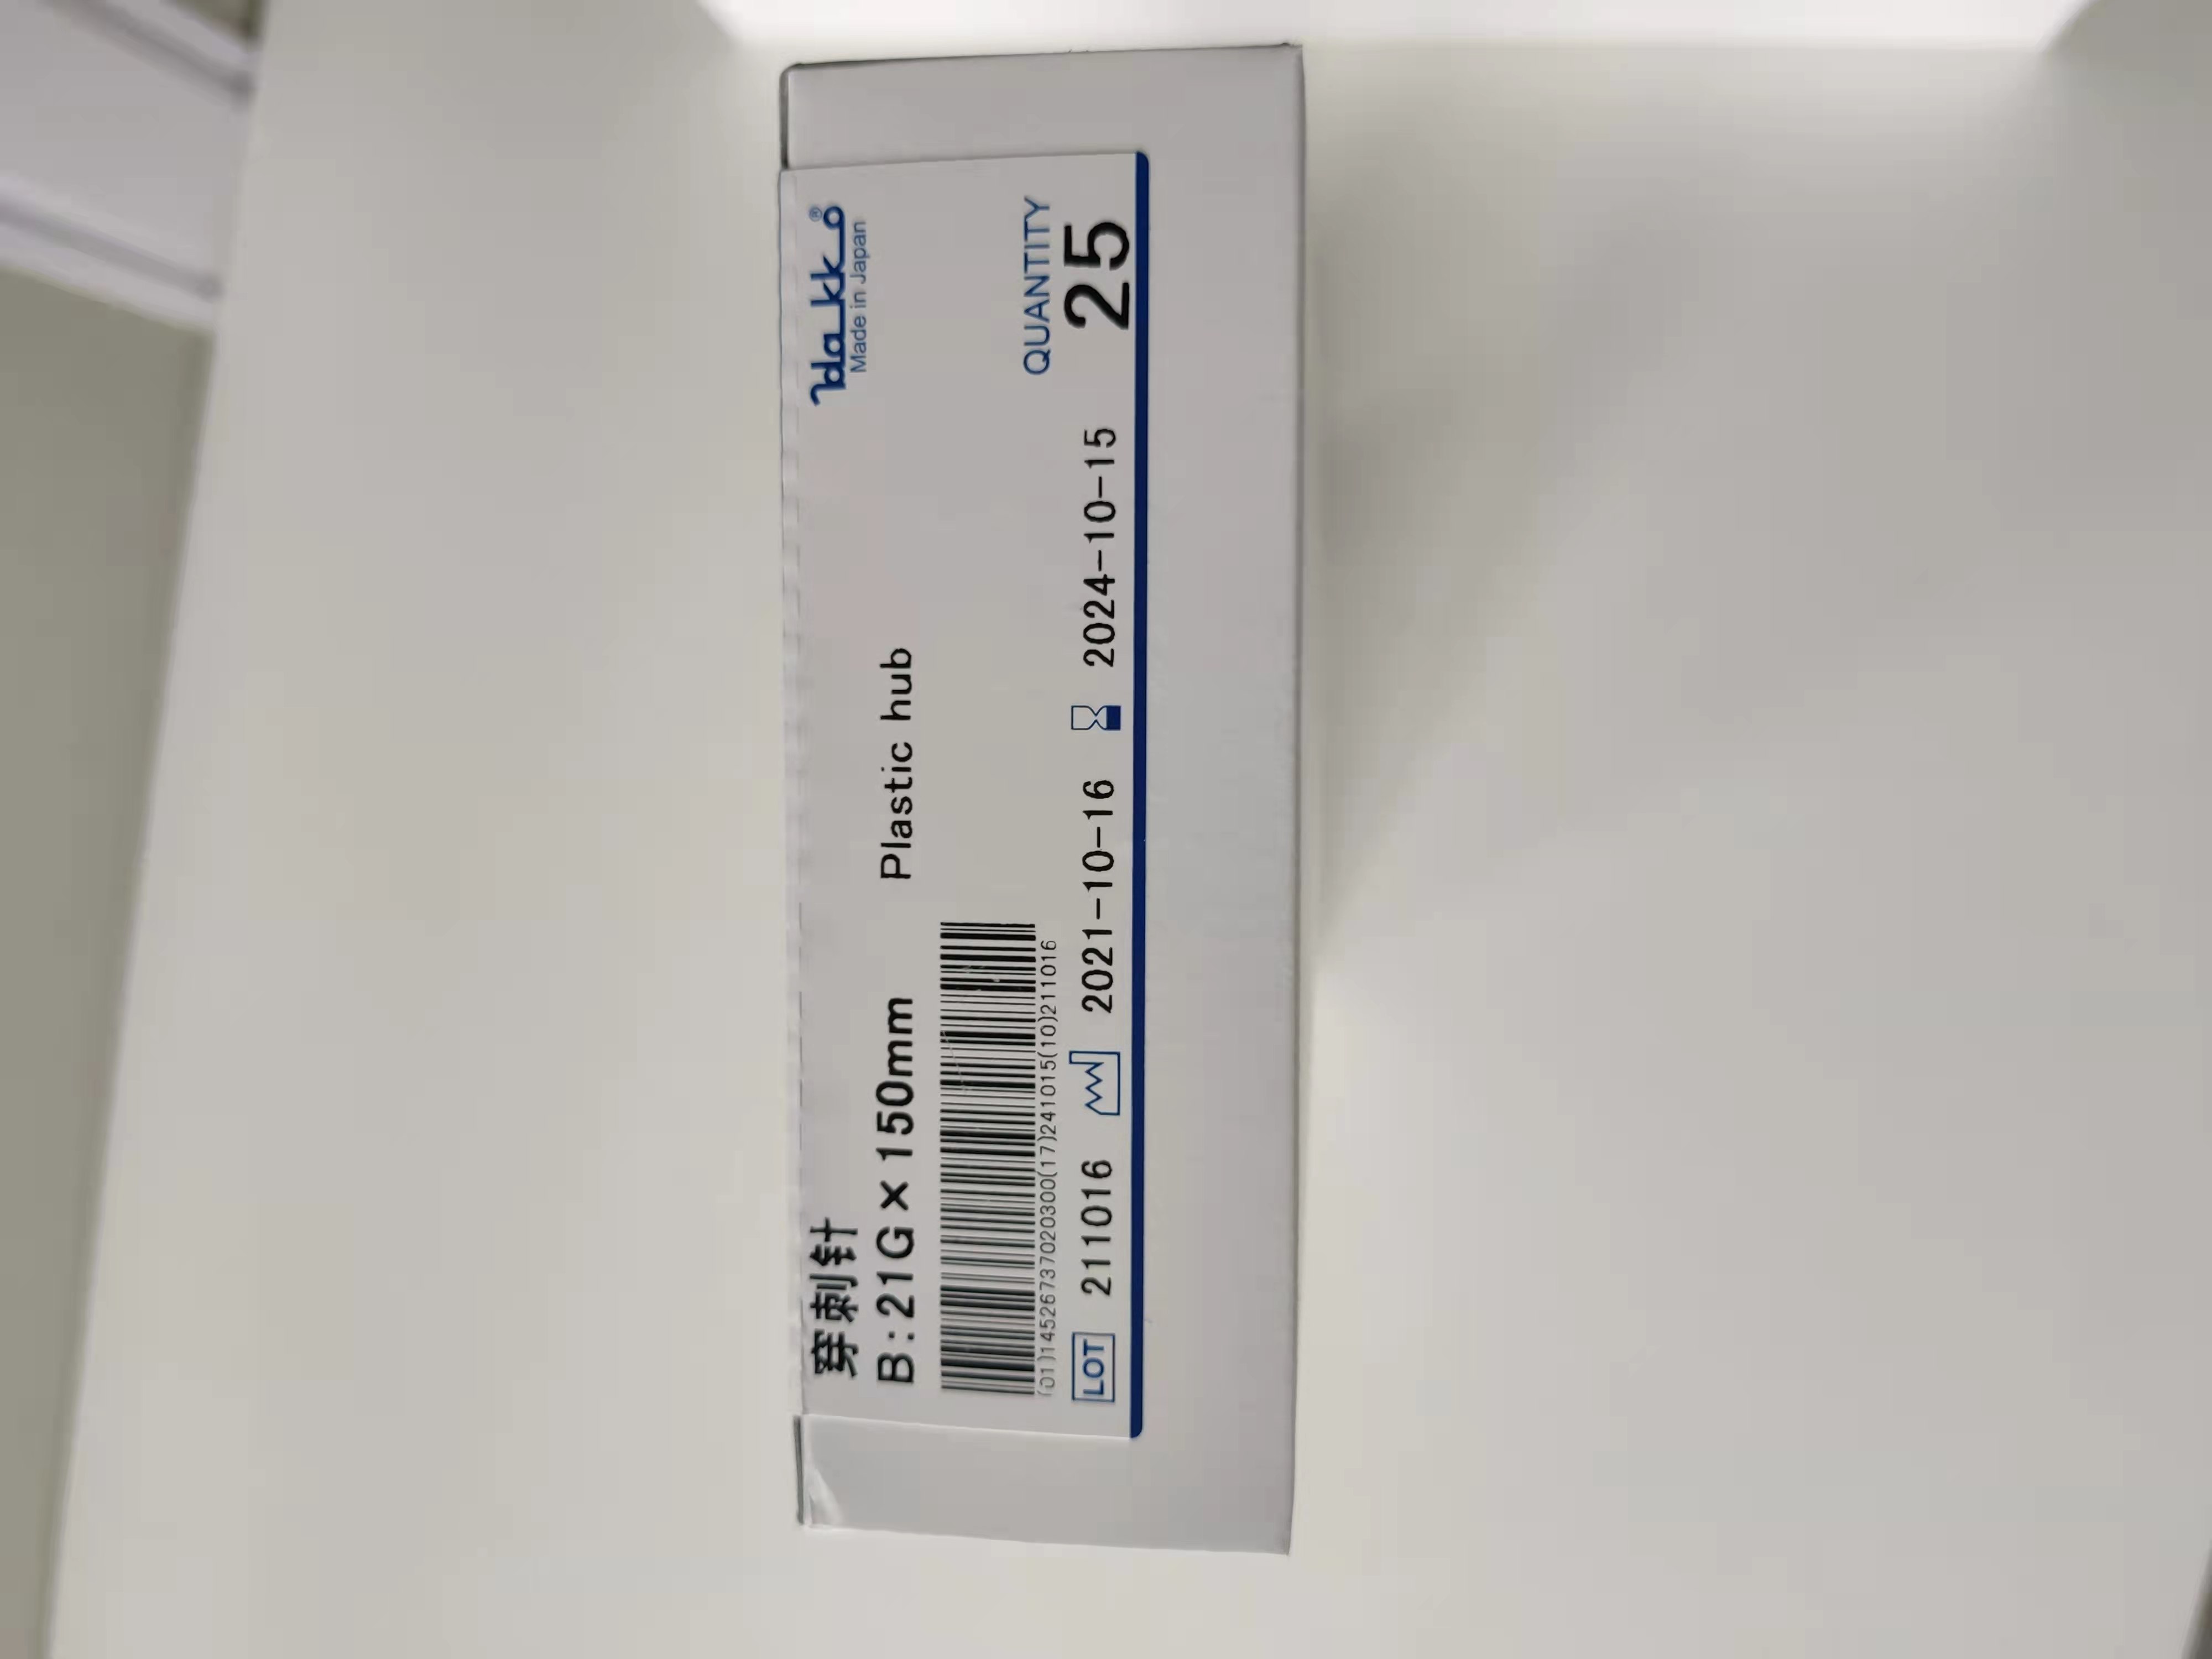 穿刺针
hakko®
Made in Japan
B:21G×150mm Plastic hub
(01)14526737020300(17)241015(10)211016
QUANTITY
25
LOT 211016 2021-10-16 2024-10-15